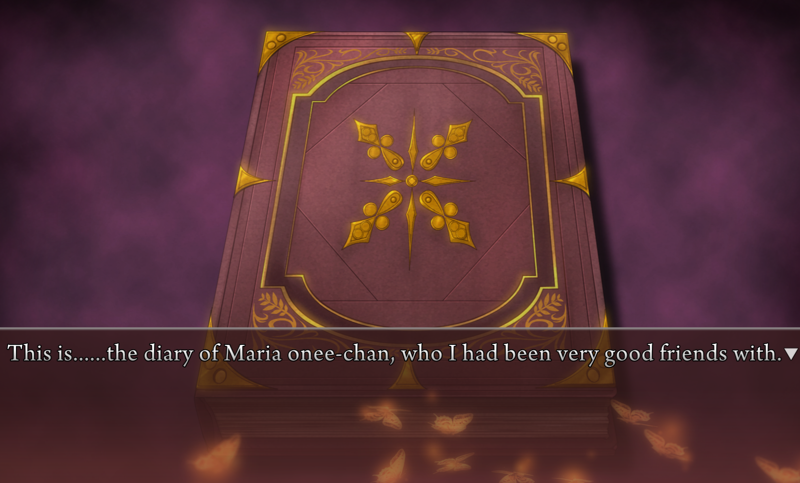 This is......the diary of Maria onee-chan, who I had been very good friends with.▼